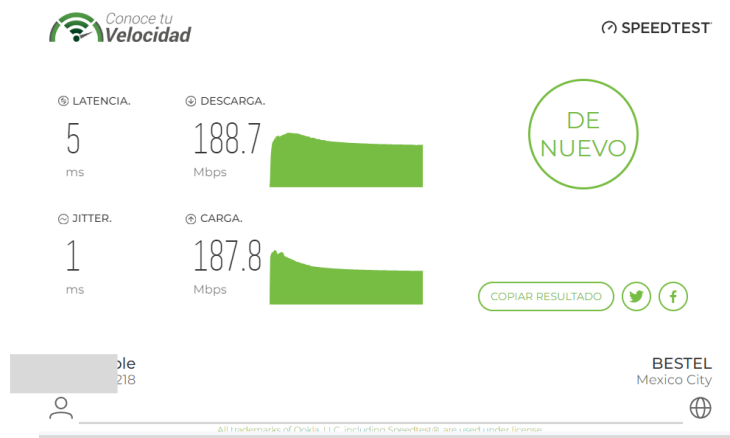 Conoce tu
Velocidad
SPEEDTEST
LATENCIA.
5
ms
DESCARGA.
188.7
Mbps
DE
NUEVO
JITTER.
1
ms
CARGA.
187.8
Mbps
COPIAR RESULTADO
ble
218
BESTEL
Mexico City
All trademarks of Ookla, LLC, including Speedtest®, are used under license.